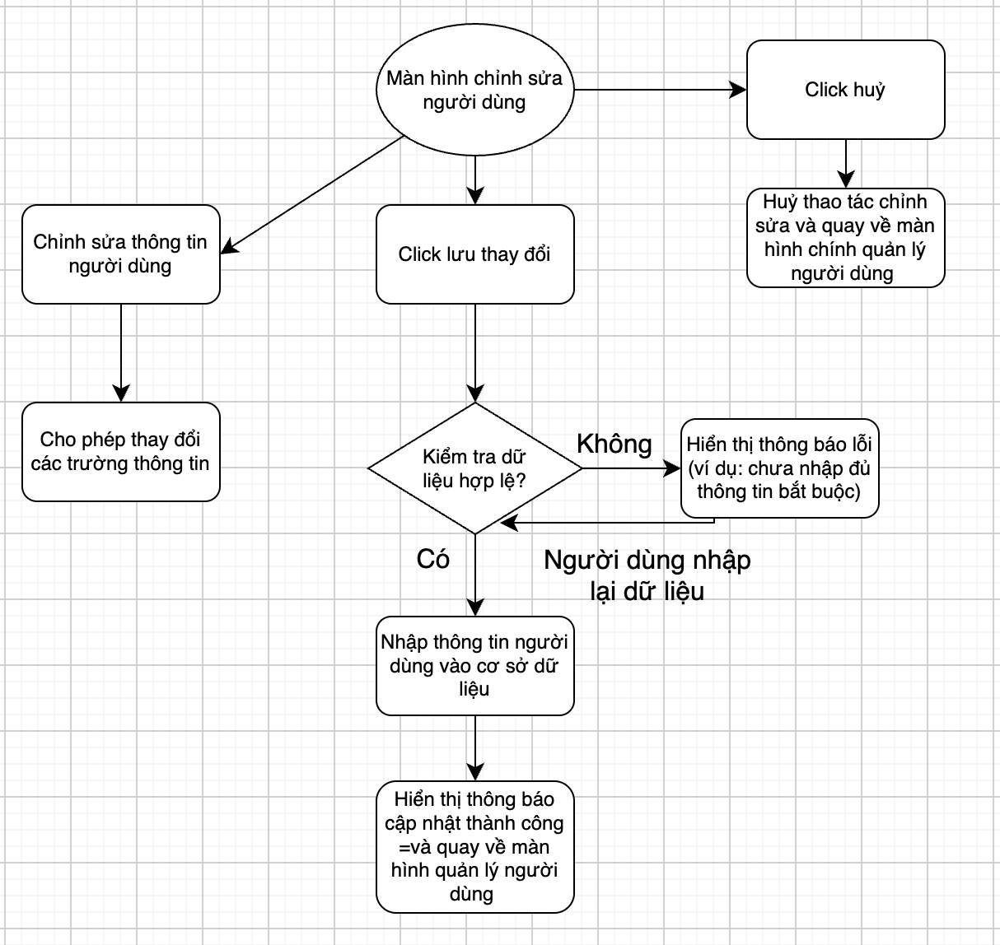 Màn hình chỉnh sửa
người dùng
Click huỷ
Huỷ thao tác chỉnh
sửa và quay về màn
hình chính quản lý
người dùng
Chỉnh sửa thông tin
người dùng
Click lưu thay đổi
Cho phép thay đổi
các trường thông tin
Kiểm tra dữ
liệu hợp lệ?
Không
Hiển thị thông báo lỗi
(ví dụ: chưa nhập đủ
thông tin bắt buộc)
Có
Người dùng nhập
lại dữ liệu
Nhập thông tin người
dùng vào cơ sở dữ
liệu
Hiển thị thông báo
cập nhật thành công
=và quay về màn
hình quản lý người
dùng